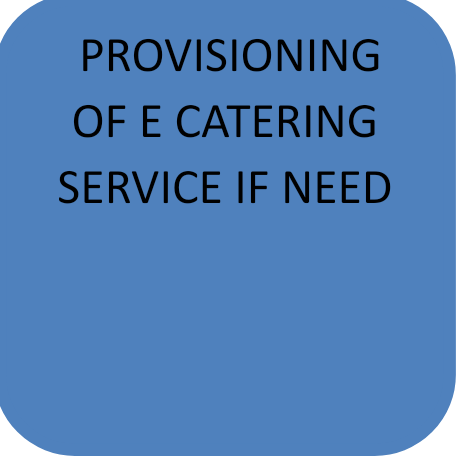 PROVISIONING
OF E CATERING
SERVICE IF NEED